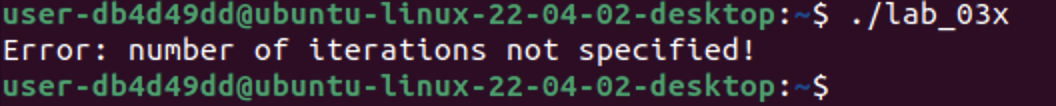 user-db4d49dd@ubuntu-linux-22-04-02-desktop:~$ ./lab_03x
Error: number of iterations not specified!
user-db4d49dd@ubuntu-linux-22-04-02-desktop:~$